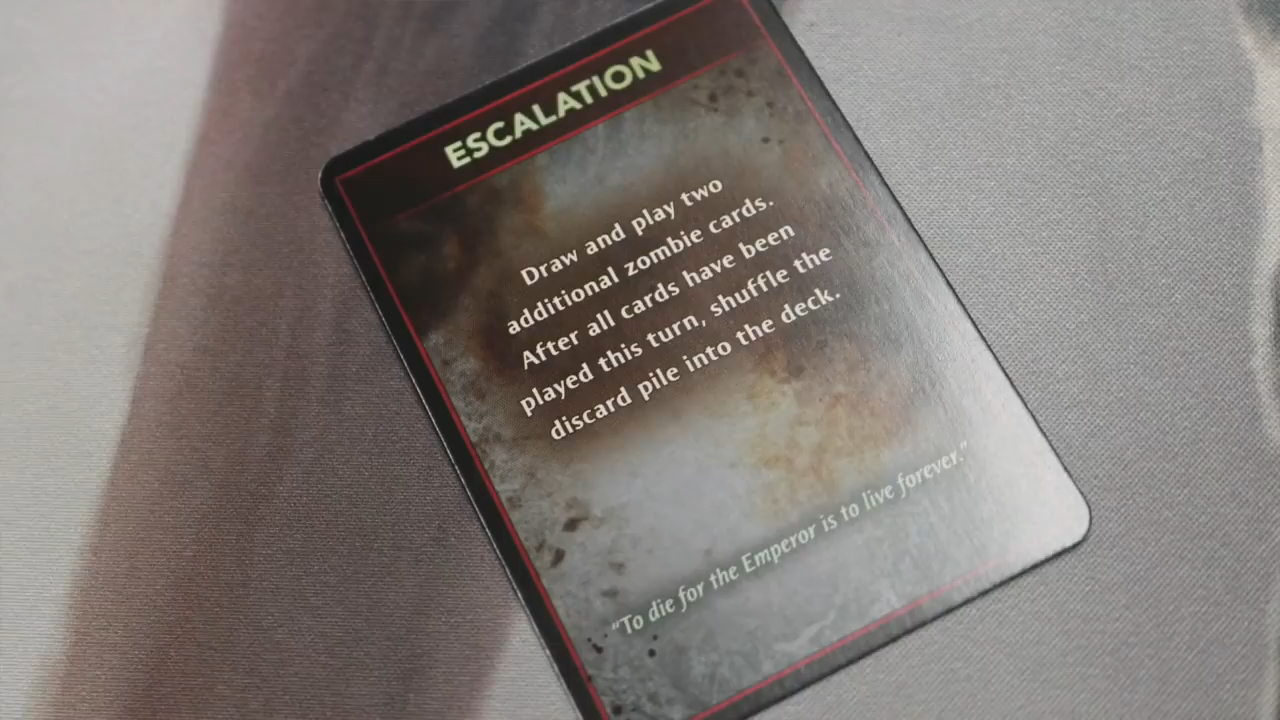 ESCALATION
Draw and play two
additional zombie cards.
After all cards have been
played this turn, shuffle the
discard pile into the deck.
"To die for the Emperor is to live forever."